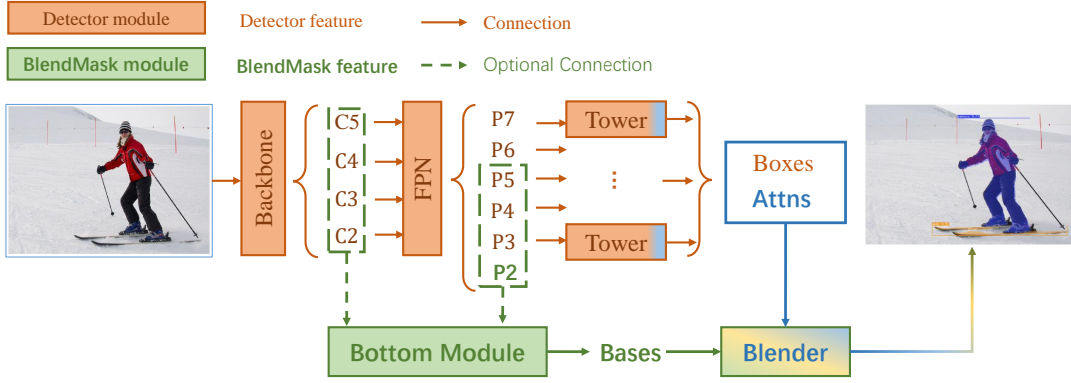 Detector module
Detector feature
Connection
BlendMask module
BlendMask feature
Optional Connection
Backbone
C5
C4
C3
C2
FPN
P7
P6
P5
P4
P3
P2
Tower
⋮
Tower
Boxes
Attns
Bottom Module
Bases
Blender